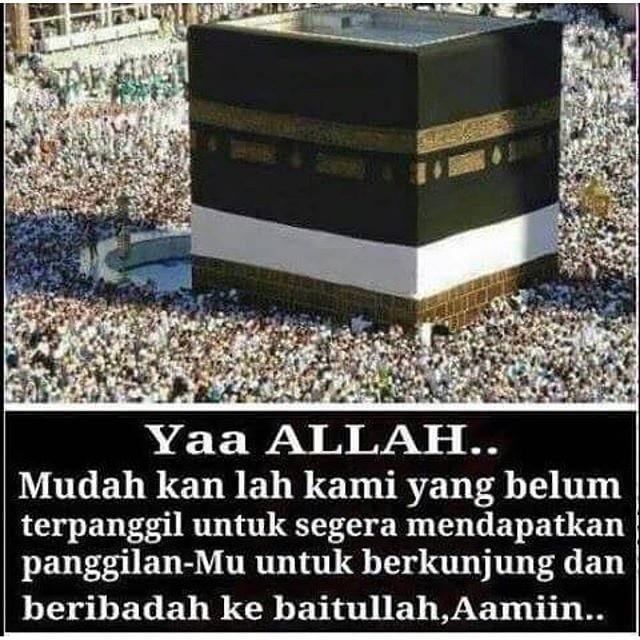 Yaa ALLAH..
Mudah kan lah kami yang belum
terpanggil untuk segera mendapatkan
panggilan-Mu untuk berkunjung dan
beribadah ke baitullah,Aamiin..